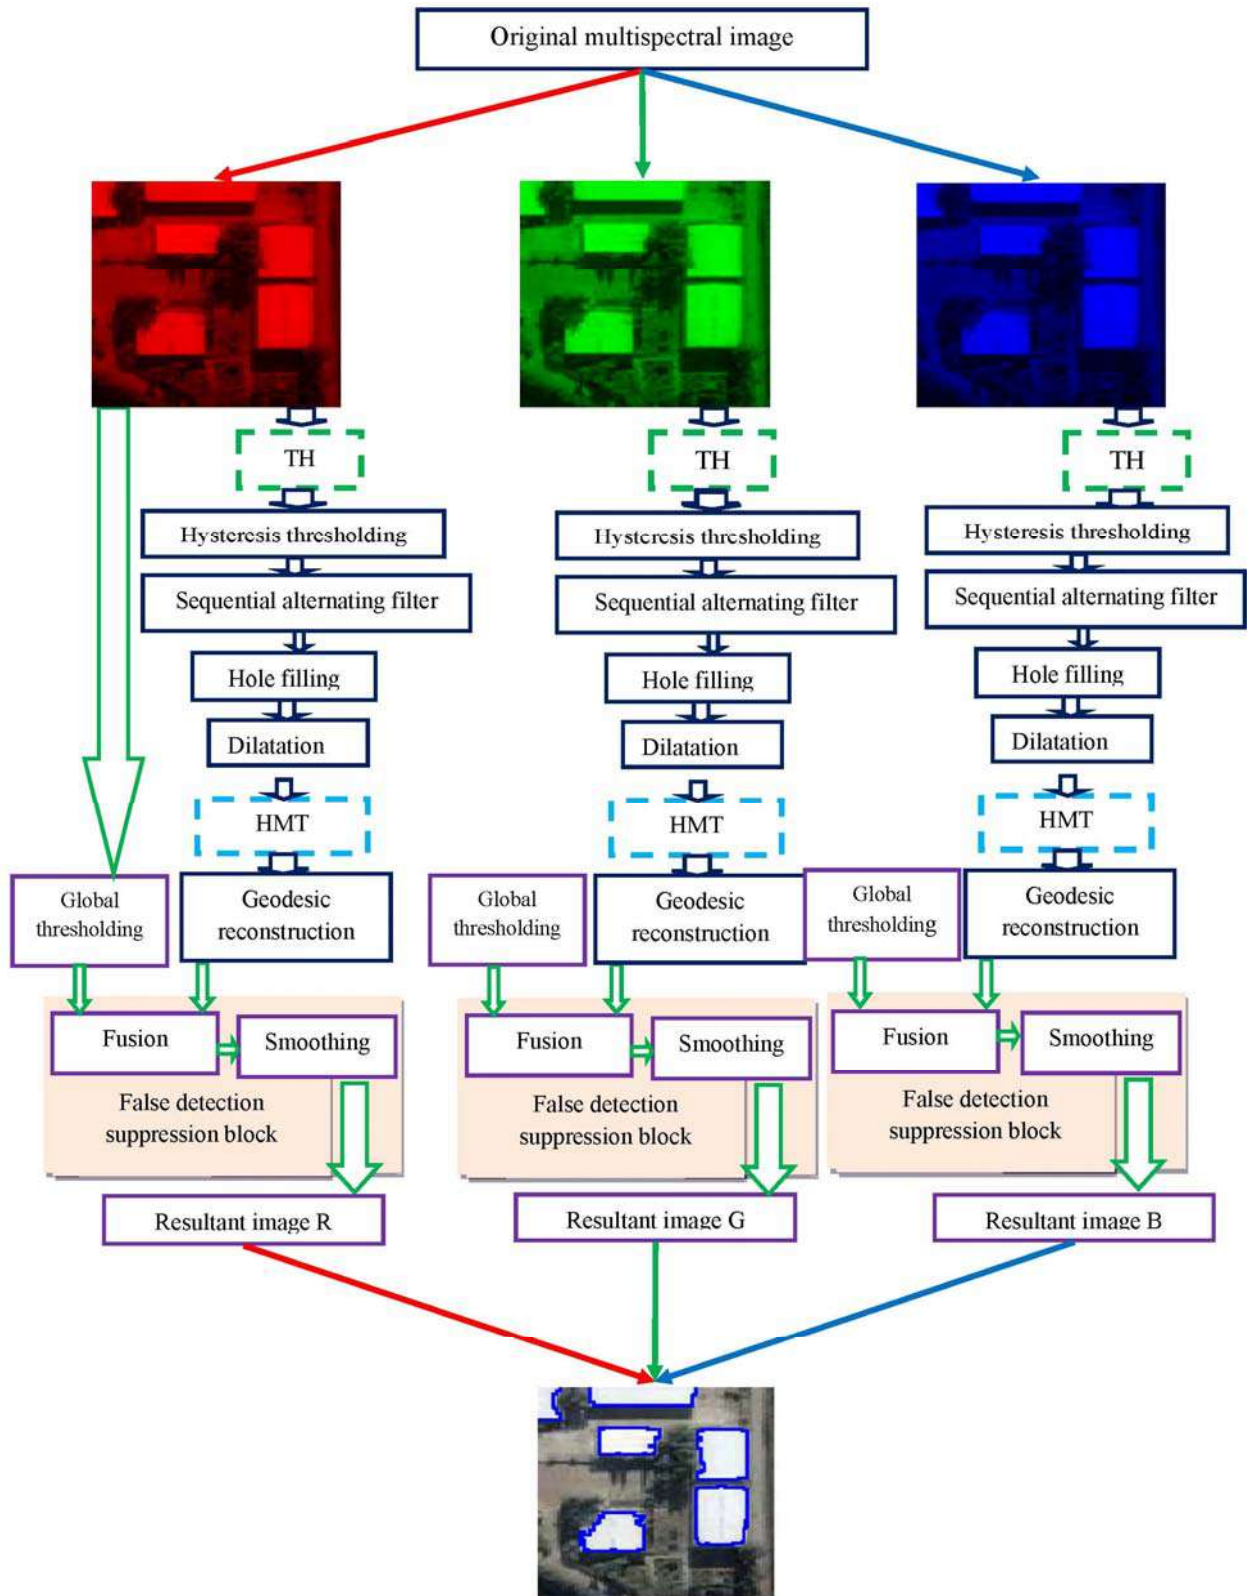 Original multispectral image
TH
TH
TH
Hysteresis thresholding
Hysteresis thresholding
Hysteresis thresholding
Sequential alternating filter
Sequential alternating filter
Sequential alternating filter
Hole filling
Hole filling
Hole filling
Dilatation
Dilatation
Dilatation
HMT
HMT
HMT
Global
thresholding
Geodesic
reconstruction
Global
thresholding
Geodesic
reconstruction
Global
thresholding
Geodesic
reconstruction
Fusion
Smoothing
False detection
suppression block
Fusion
Smoothing
False detection
suppression block
Fusion
Smoothing
False detection
suppression block
Resultant image R
Resultant image G
Resultant image B